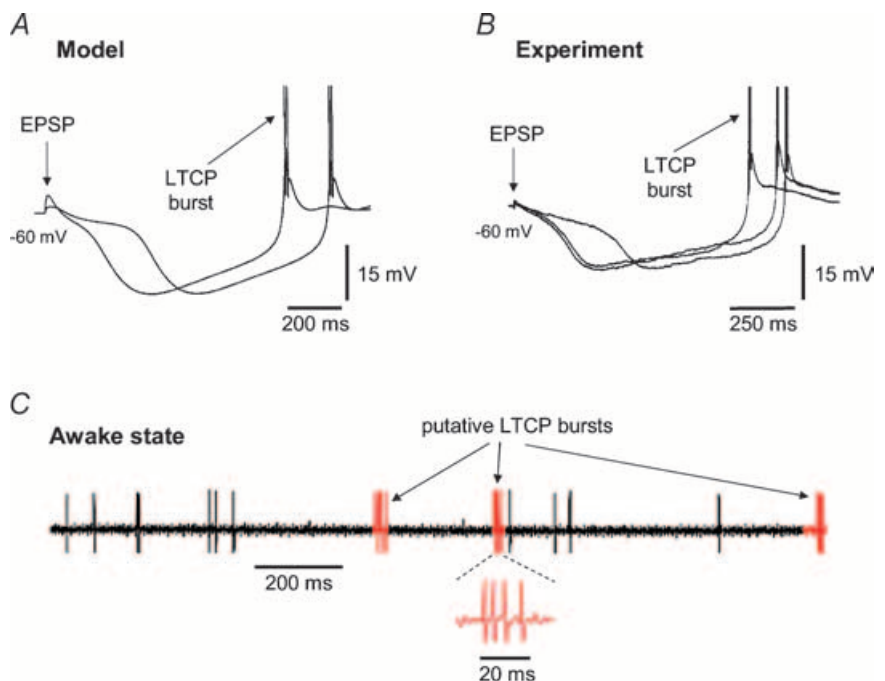 A
Model
EPSP
LTCP
burst
-60 mV
15 mV
200 ms
B
Experiment
EPSP
LTCP
burst
-60 mV
15 mV
250 ms
C
Awake state
putative LTCP bursts
200 ms
20 ms